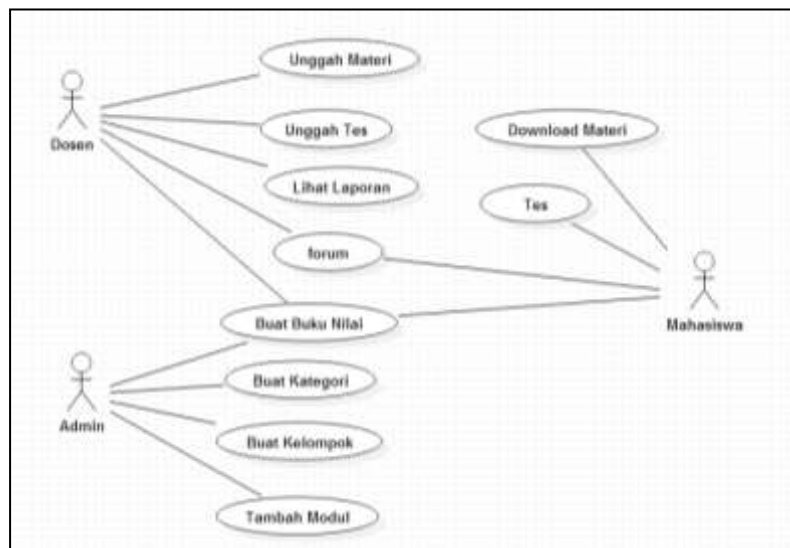 Unggah Materi
Dosen
Unggah Tes
Download Materi
Lihat Laporan
Tes
forum
Mahasiswa
Buat Buku Nilai
Admin
Buat Kategori
Buat Kelompok
Tambah Modul